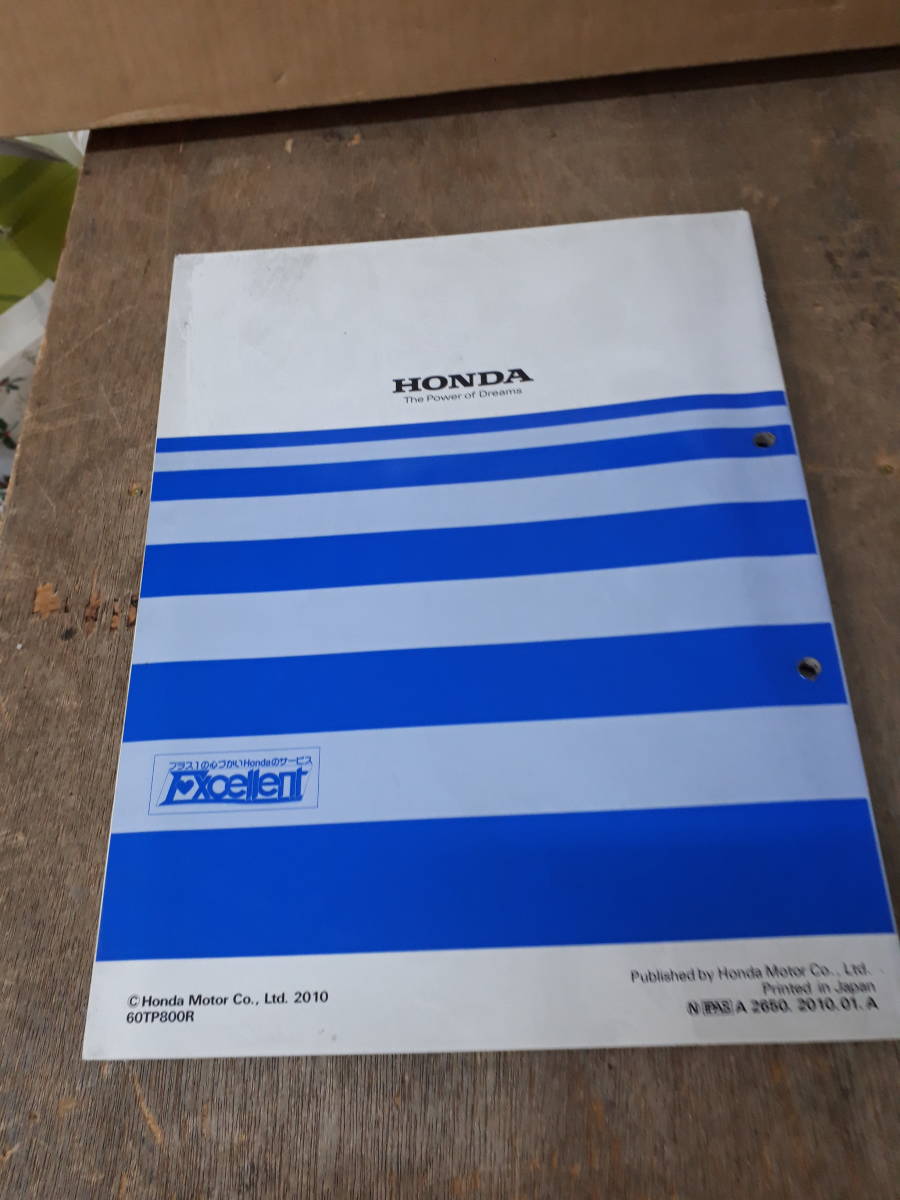 HONDA
The Power of Dreams
プラス1の心づかいHondaのサービス
Excellent
© Honda Motor Co., Ltd. 2010
60TP800R
Published by Honda Motor Co., Ltd.
Printed in Japan
A 2650. 2010.01.A